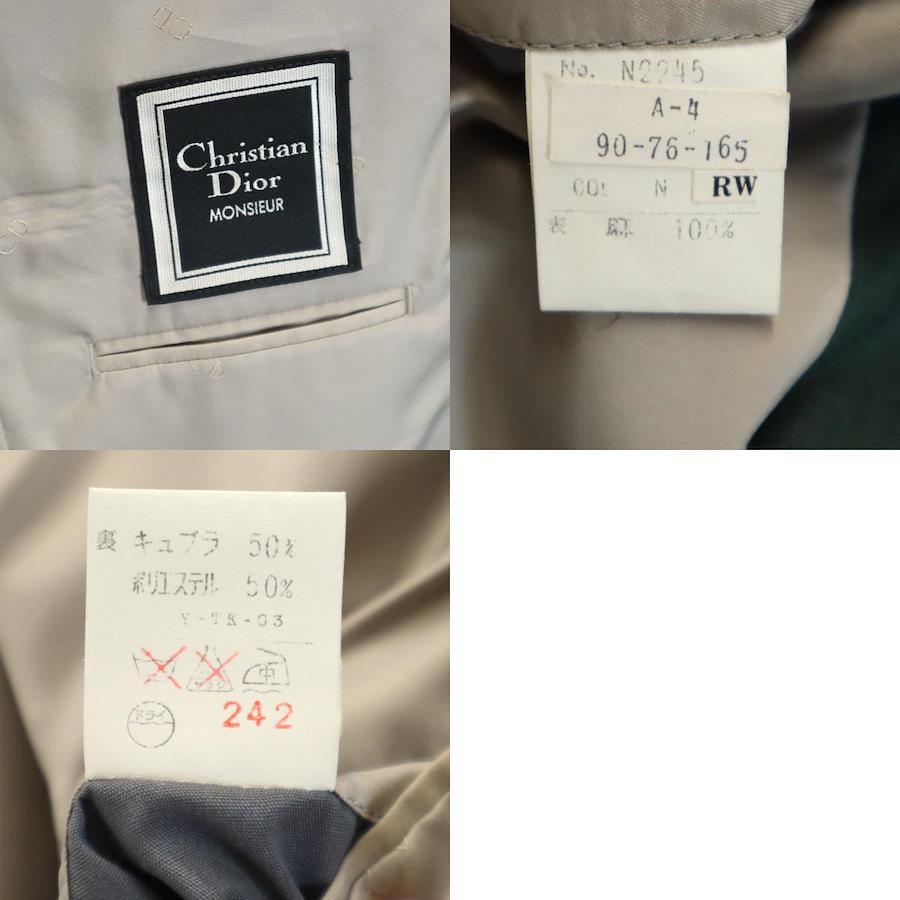 Christian
Dior
MONSIEUR
No. N2245
A-4
90-76-165
N RW
表 麻 100%
裏 キュプラ 50%
ポリエステル 50%
Y-TK-03
中
ドライ 242